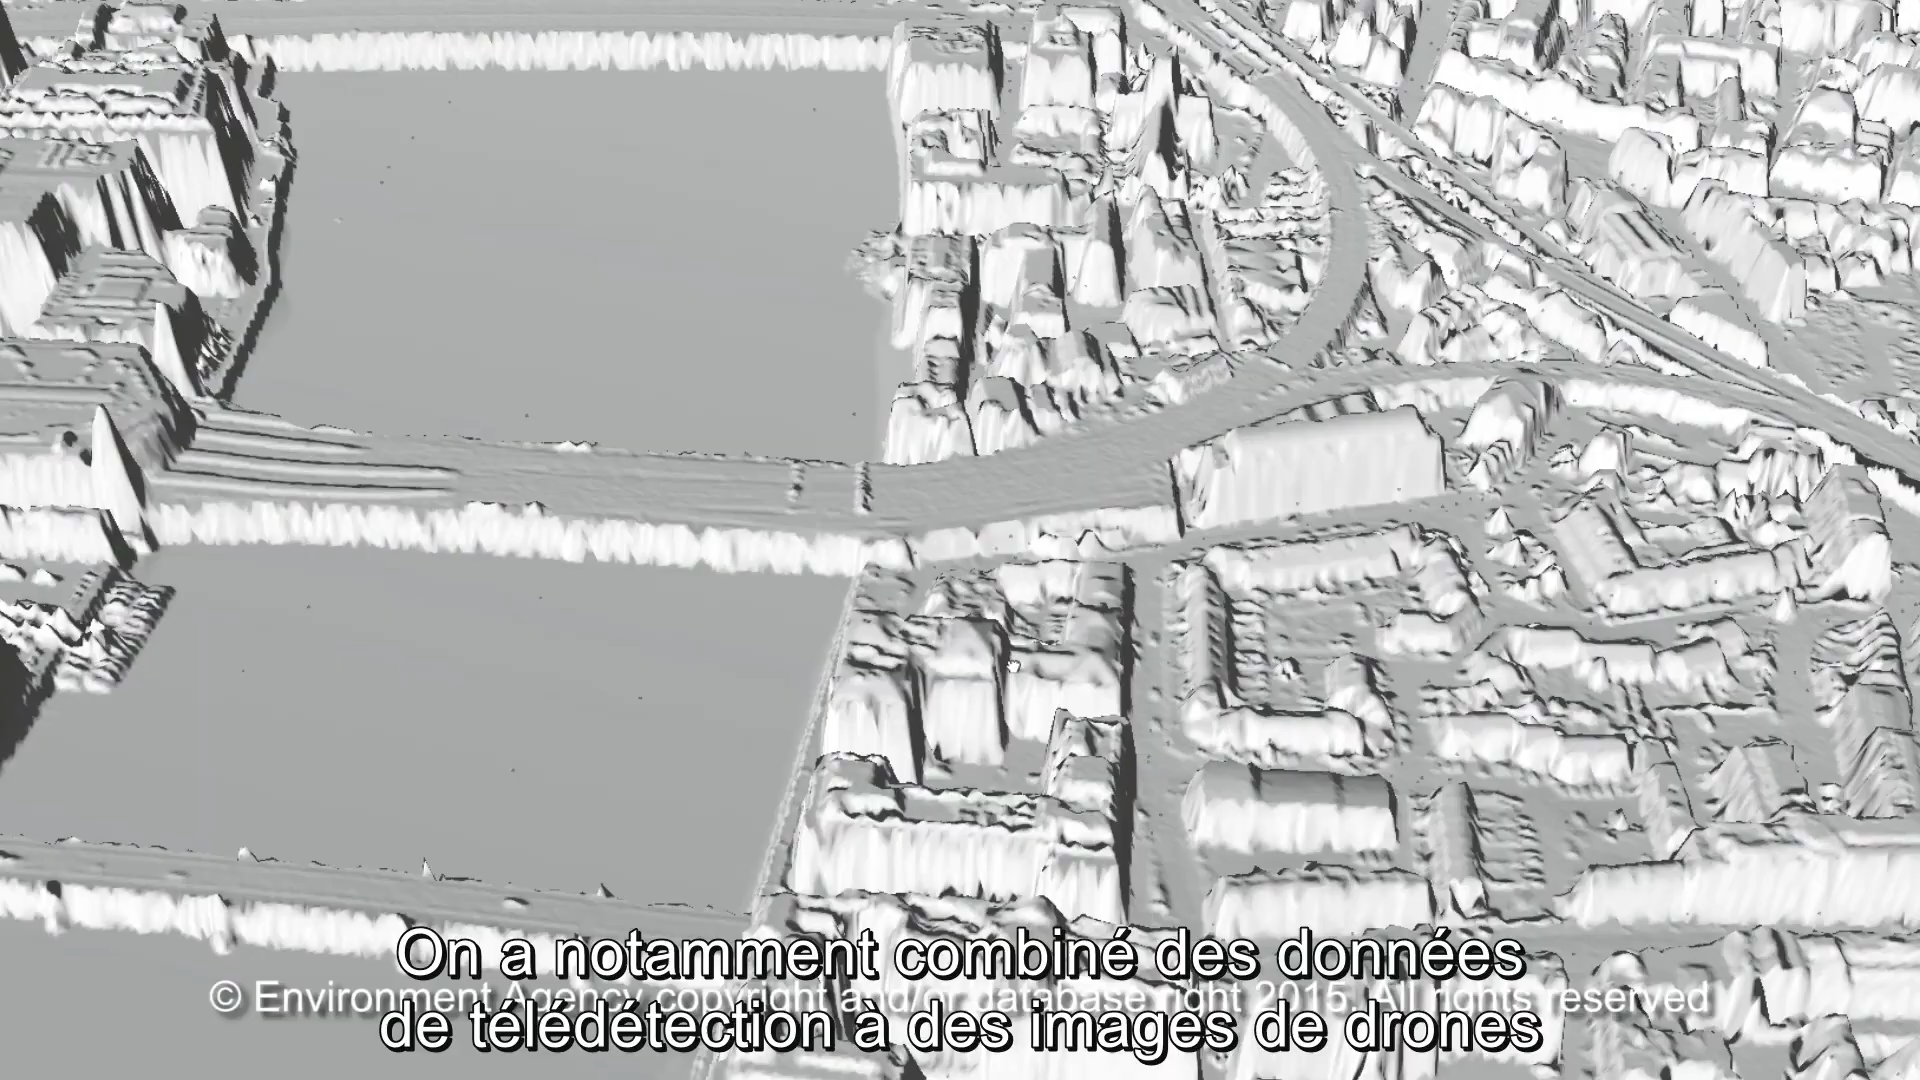 On a notamment combiné des données
© Environment Agency copyright and/or database right 2015. All rights reserved
de télédétection à des images de drones